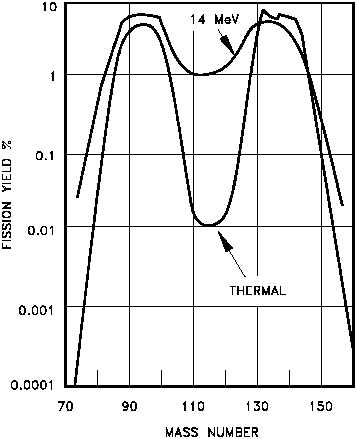 10
14 MeV
1
0.1
FISSION YIELD %
0.01
THERMAL
0.001
0.0001
70 90 110 130 150
MASS NUMBER